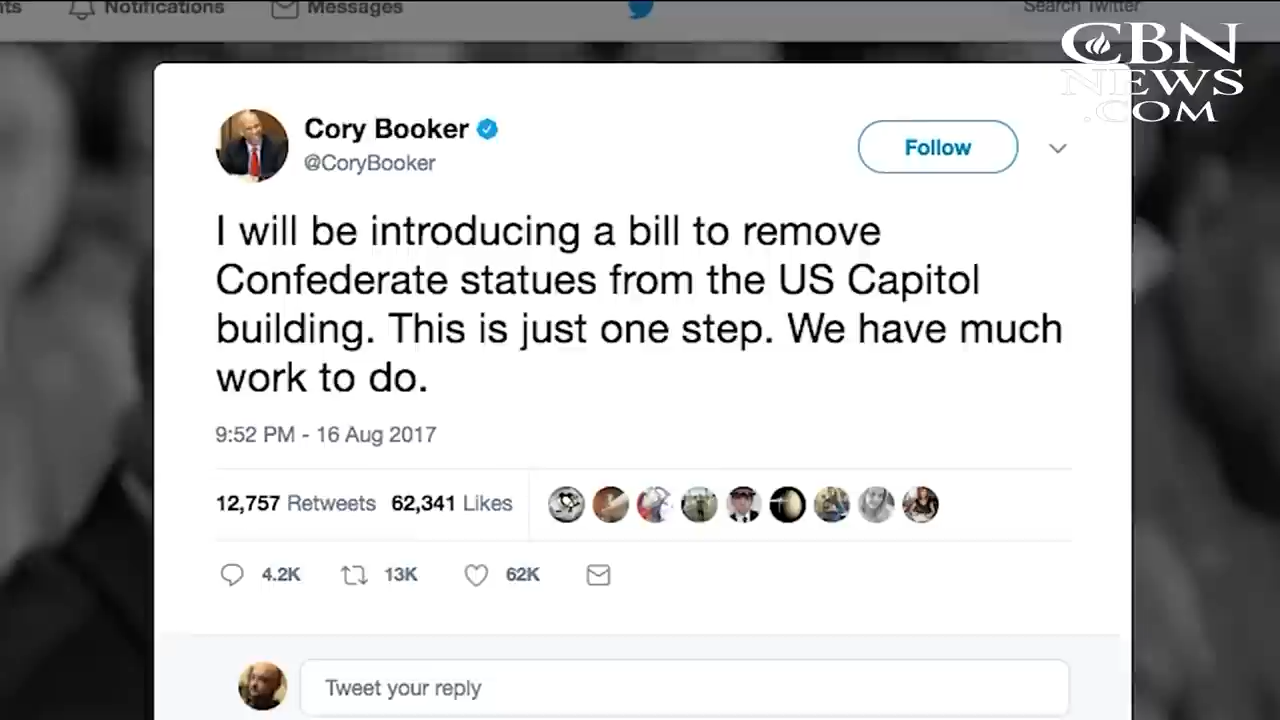 Notifications
Messages
Search Twitter
CBN
NEWS
.COM
Cory Booker
@CoryBooker
Follow
I will be introducing a bill to remove
Confederate statues from the US Capitol
building. This is just one step. We have much
work to do.
9:52 PM - 16 Aug 2017
12,757 Retweets 62,341 Likes
4.2K 13K 62K
Tweet your reply